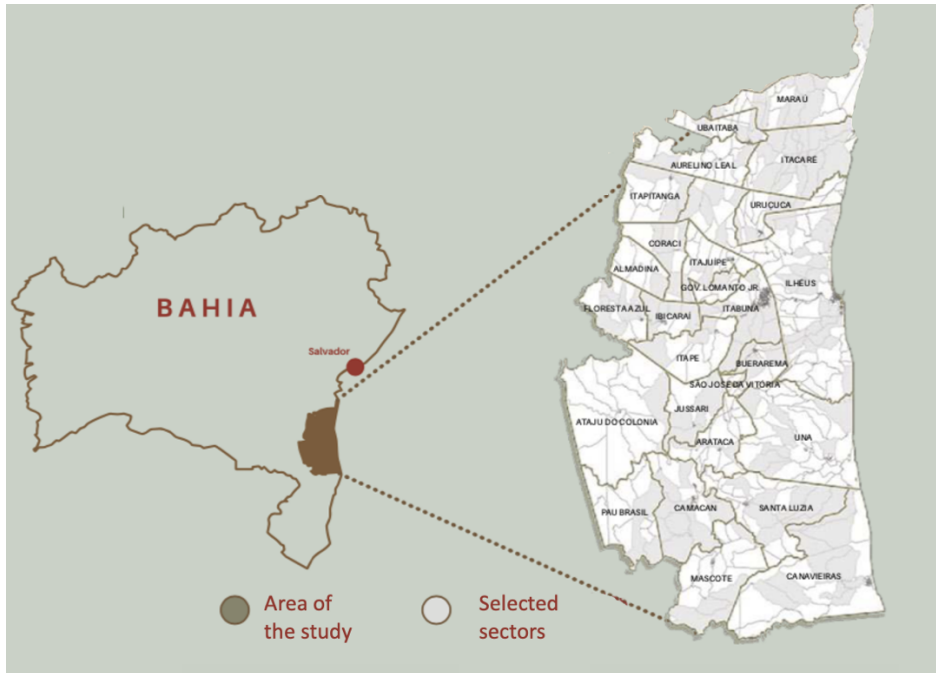 BAHIA
Salvador
Area of
the study
Selected
sectors
MARAÚ
UBAITABA
ITACARÉ
AURELINO LEAL
ITAPITANGA
URUÇUCA
CORACI
ITAJUIPE
ALMADINA
GOV. LOMANTO JR.
ILHÉUS
FLORESTA AZUL
IBICARAÍ
ITABUNA
ITAPE
BUERAREMA
SÃO JOSE DA VITÓRIA
JUSSARI
ATAJU DO COLONIA
ARATACA
UNA
PAU BRASIL
CAMACAN
SANTA LUZIA
MASCOTE
CANAVIEIRAS